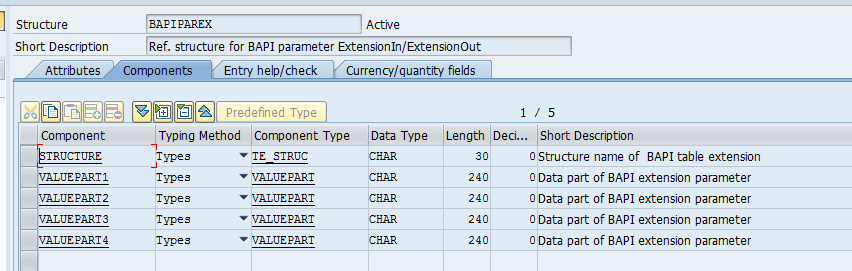 Structure BAPIPAREX Active
Short Description Ref. structure for BAPI parameter ExtensionIn/ExtensionOut
Attributes Components Entry help/check Currency/quantity fields
Predefined Type 1 / 5
Component Typing Method Component Type Data Type Length Deci... Short Description
STRUCTURE Types TE_STRUC CHAR 30 0 Structure name of BAPI table extension
VALUEPART1 Types VALUEPART CHAR 240 0 Data part of BAPI extension parameter
VALUEPART2 Types VALUEPART CHAR 240 0 Data part of BAPI extension parameter
VALUEPART3 Types VALUEPART CHAR 240 0 Data part of BAPI extension parameter
VALUEPART4 Types VALUEPART CHAR 240 0 Data part of BAPI extension parameter